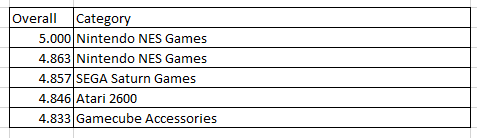 Overall Category
5.000 Nintendo NES Games
4.863 Nintendo NES Games
4.857 SEGA Saturn Games
4.846 Atari 2600
4.833 Gamecube Accessories